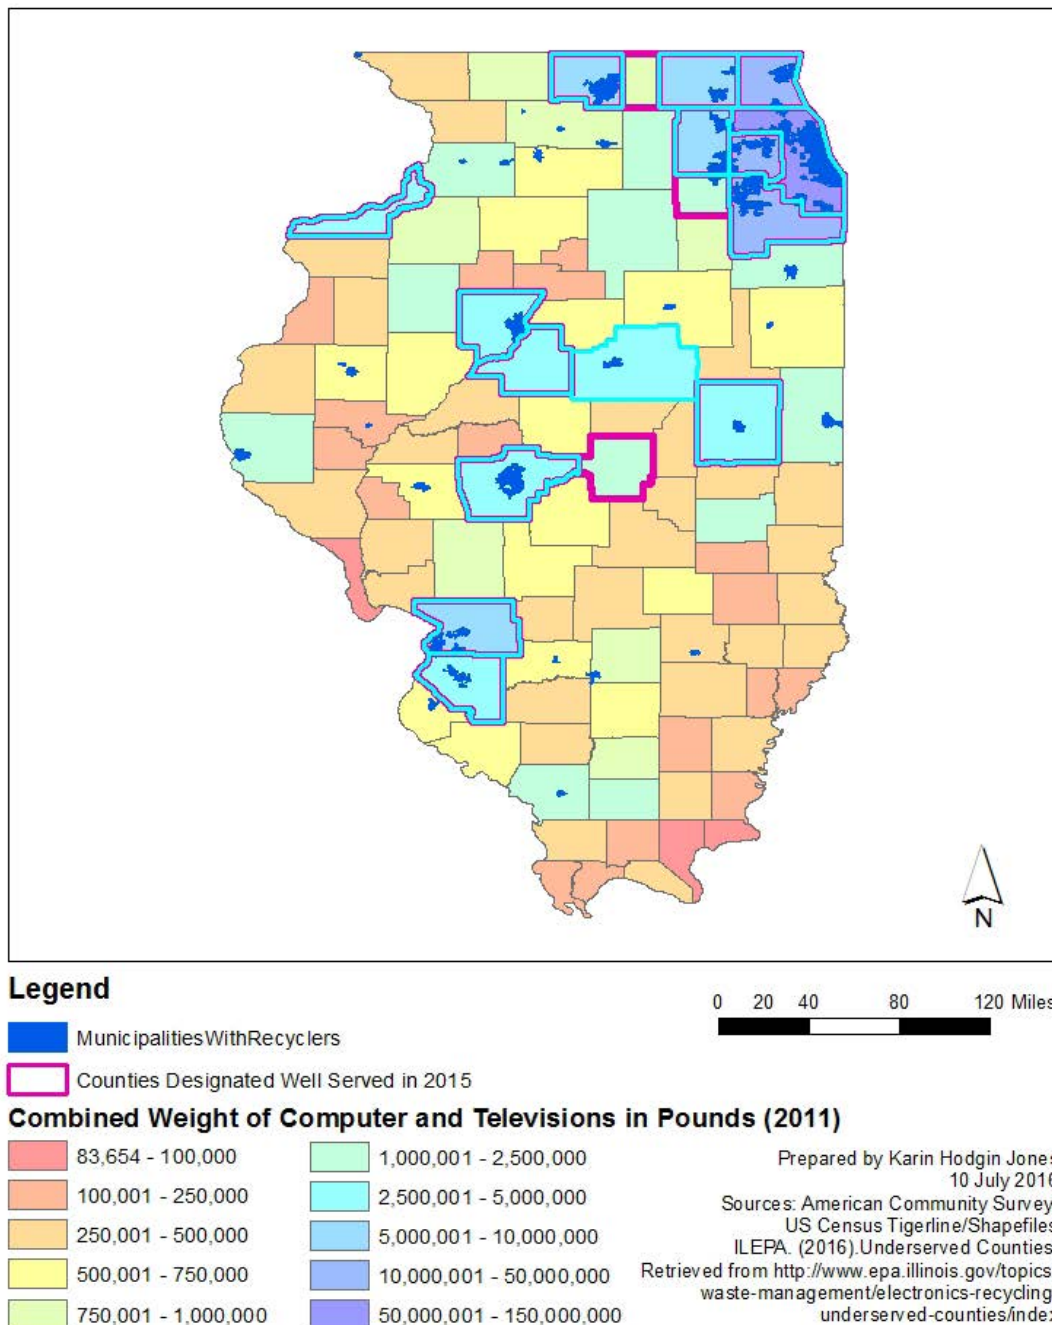 N
Legend
0 20 40 80 120 Miles
MunicipalitiesWithRecyclers
Counties Designated Well Served in 2015
Combined Weight of Computer and Televisions in Pounds (2011)
83,654 - 100,000
100,001 - 250,000
250,001 - 500,000
500,001 - 750,000
750,001 - 1,000,000
1,000,001 - 2,500,000
2,500,001 - 5,000,000
5,000,001 - 10,000,000
10,000,001 - 50,000,000
50,000,001 - 150,000,000
Prepared by Karin Hodgin Jones
10 July 2016
Sources: American Community Survey
US Census Tigerline/Shapefiles
ILEPA. (2016).Underserved Counties
Retrieved from http://www.epa.illinois.gov/topics
waste-management/electronics-recycling
underserved-counties/index